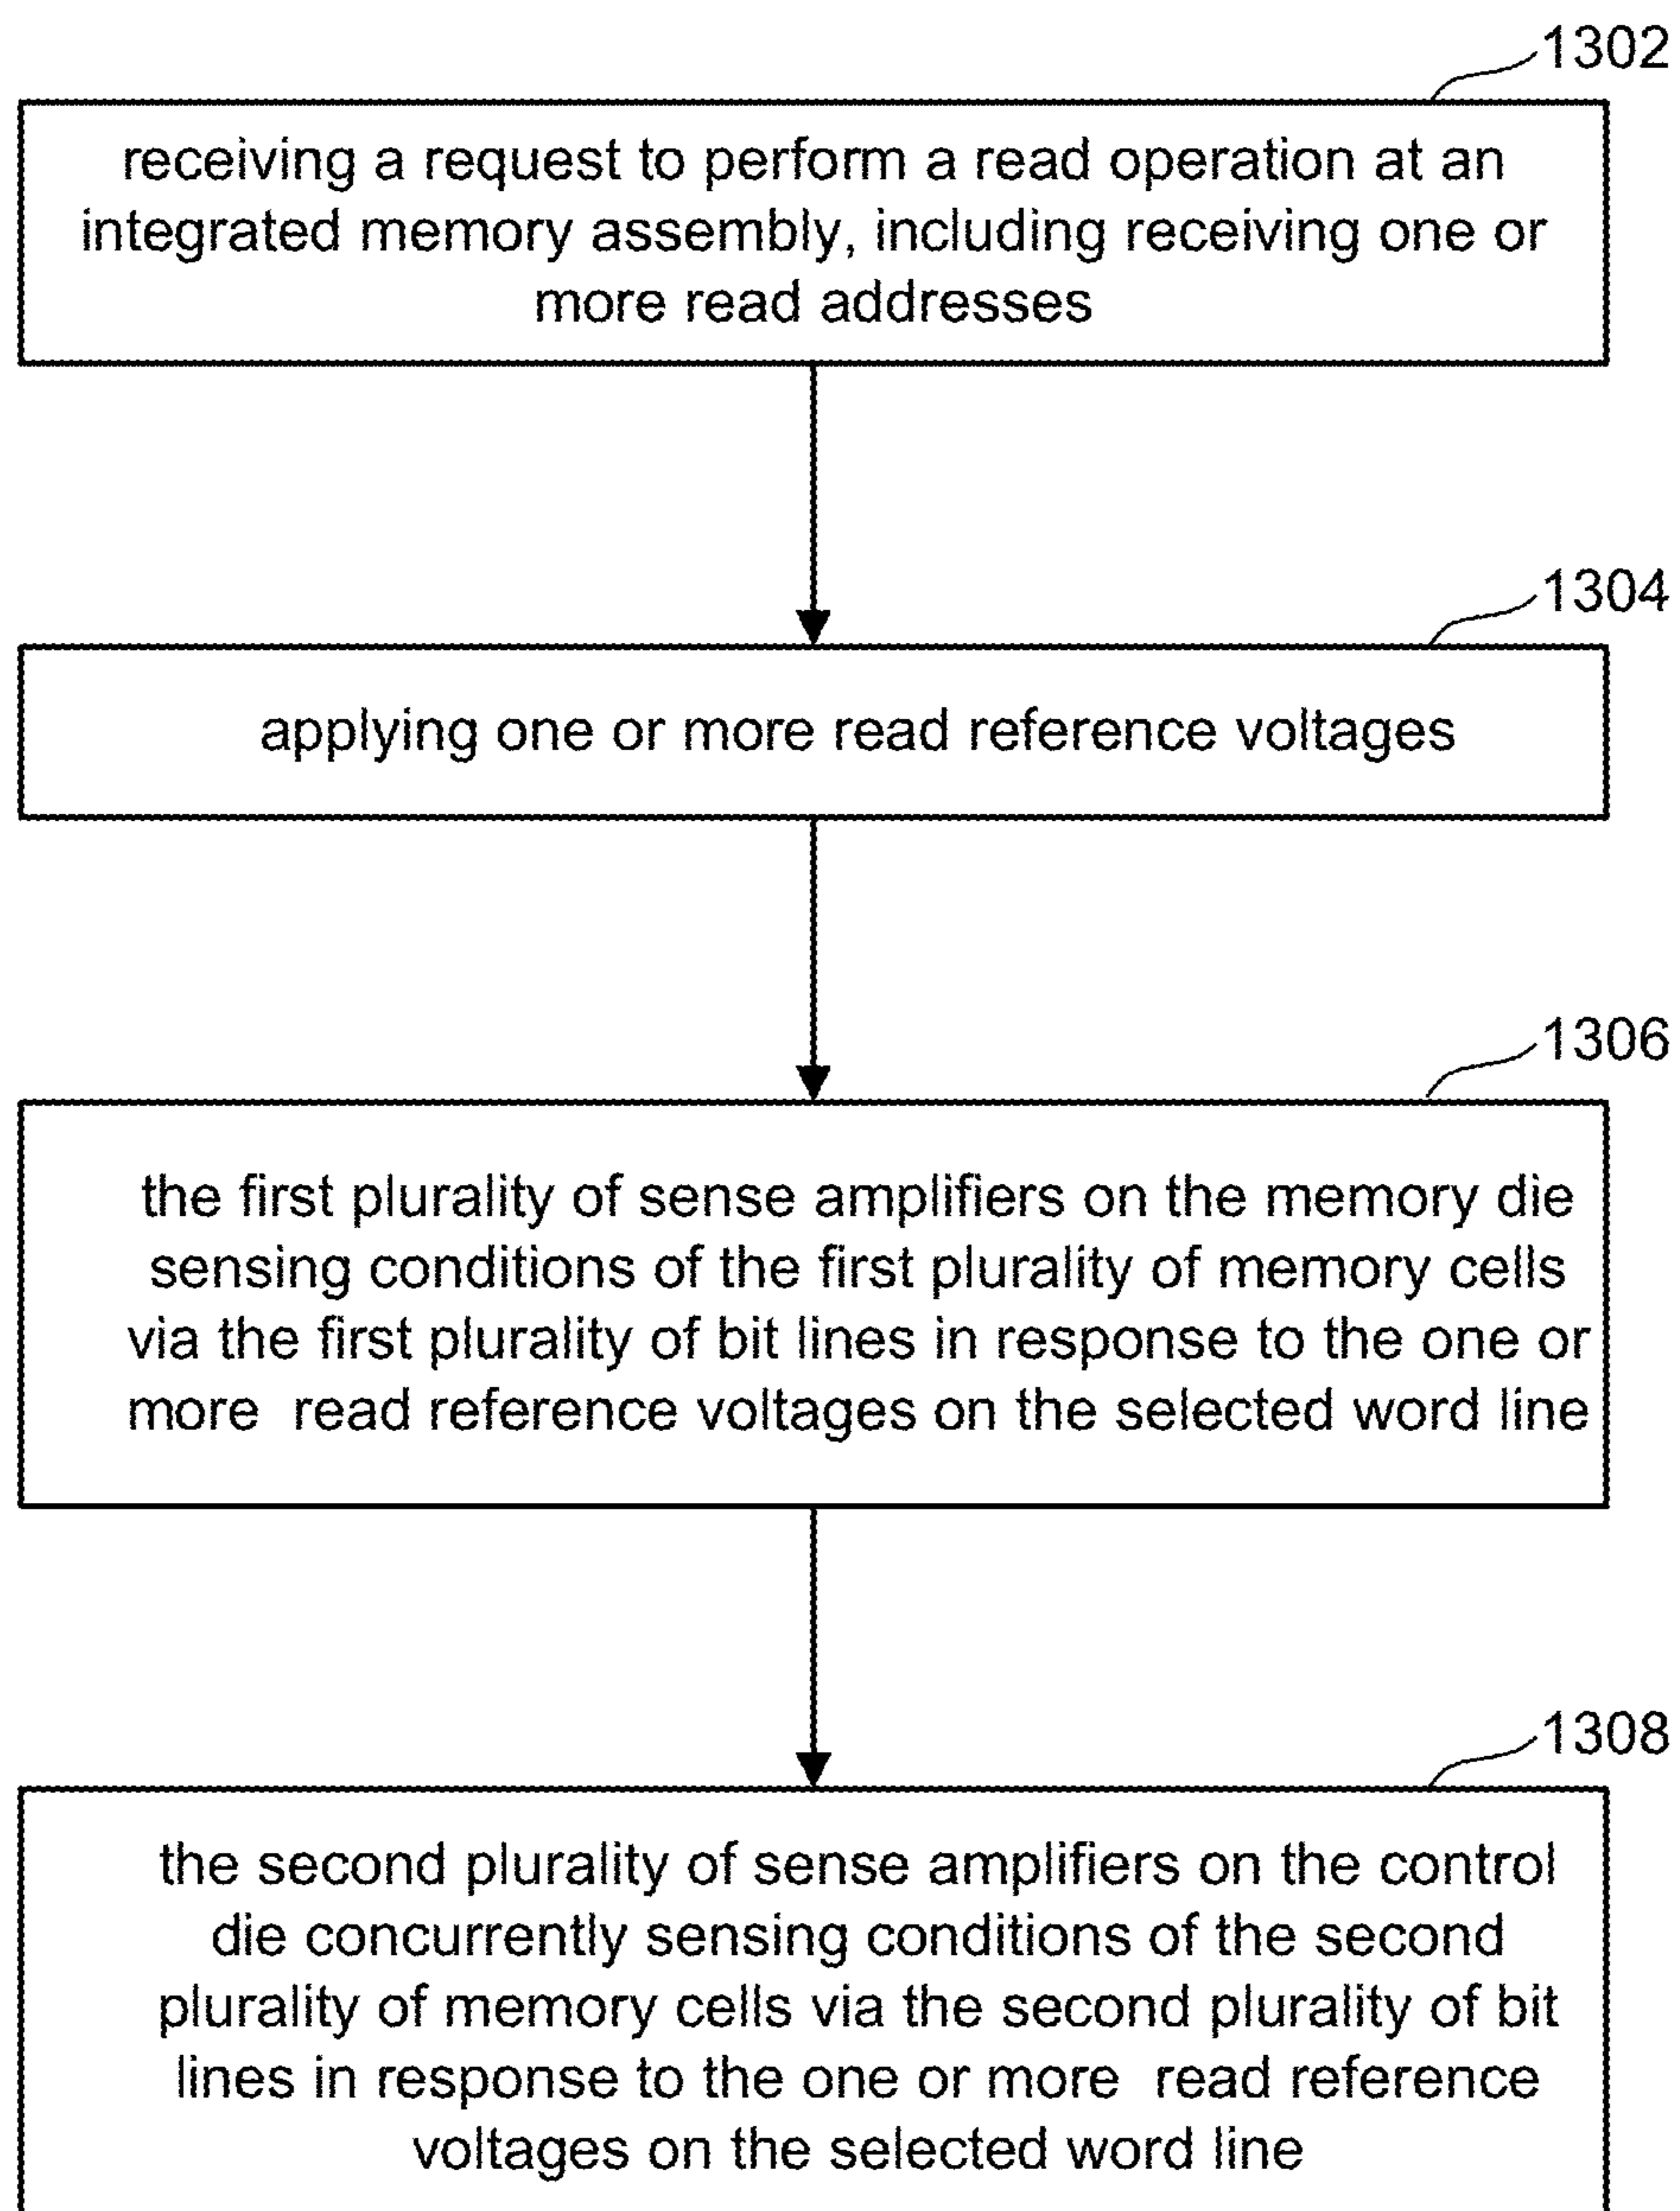 1302
receiving a request to perform a read operation at an
integrated memory assembly, including receiving one or
more read addresses
1304
applying one or more read reference voltages
1306
the first plurality of sense amplifiers on the memory die
sensing conditions of the first plurality of memory cells
via the first plurality of bit lines in response to the one or
more read reference voltages on the selected word line
1308
the second plurality of sense amplifiers on the control
die concurrently sensing conditions of the second
plurality of memory cells via the second plurality of bit
lines in response to the one or more read reference
voltages on the selected word line